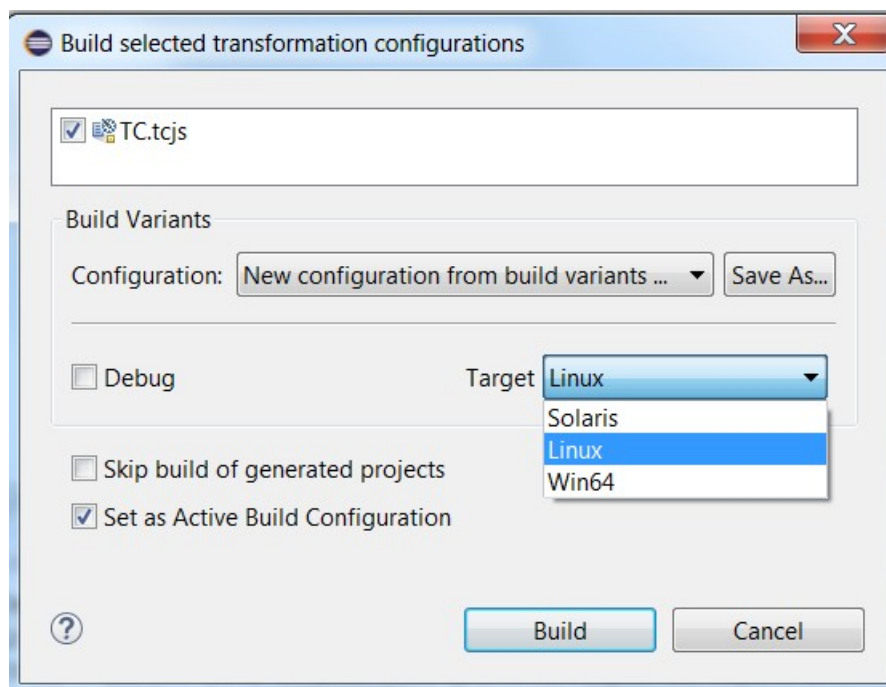 Build selected transformation configurations
X
TC.tcjs
Build Variants
Configuration: New configuration from build variants ... Save As...
Debug Target Linux
Solaris
Linux
Win64
Skip build of generated projects
Set as Active Build Configuration
? Build Cancel